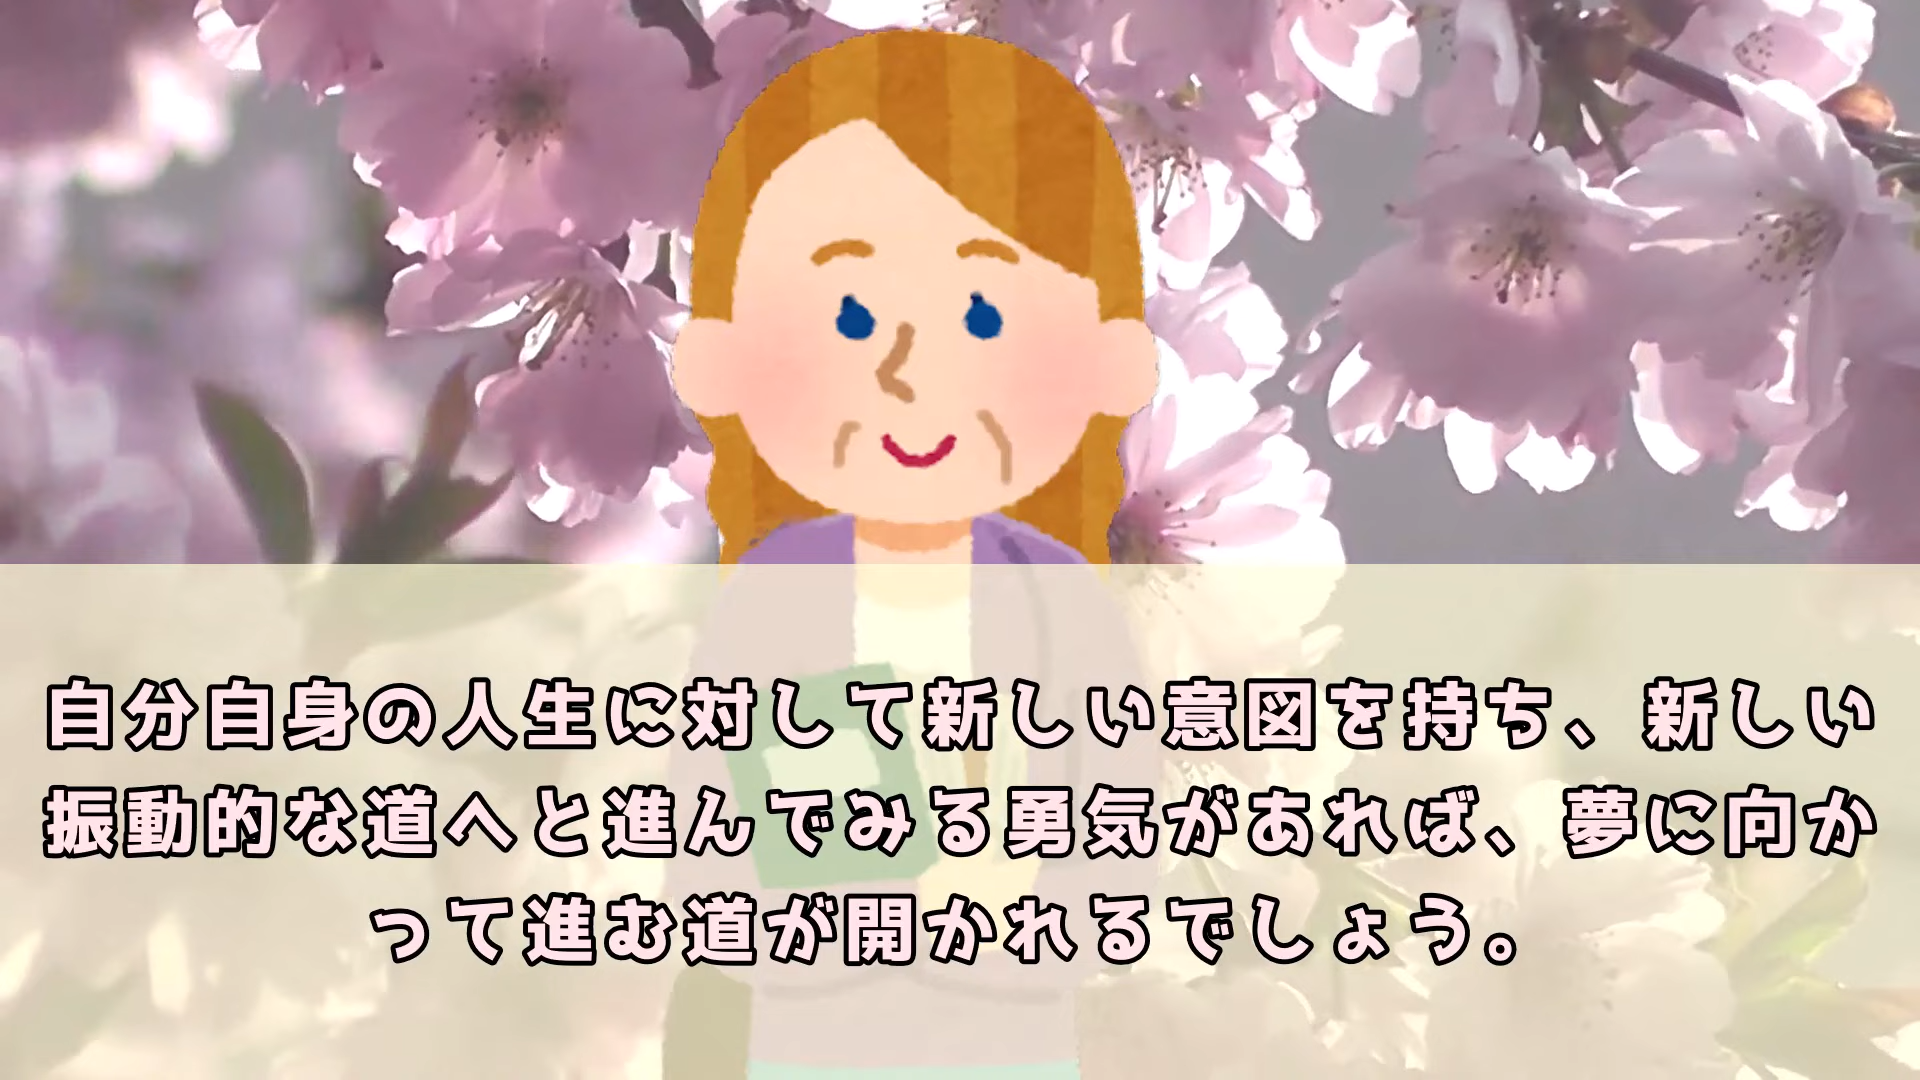 自分自身の人生に対して新しい意図を持ち、新しい
振動的な道へと進んでみる勇気があれば、夢に向か
って進む道が開かれるでしょう。